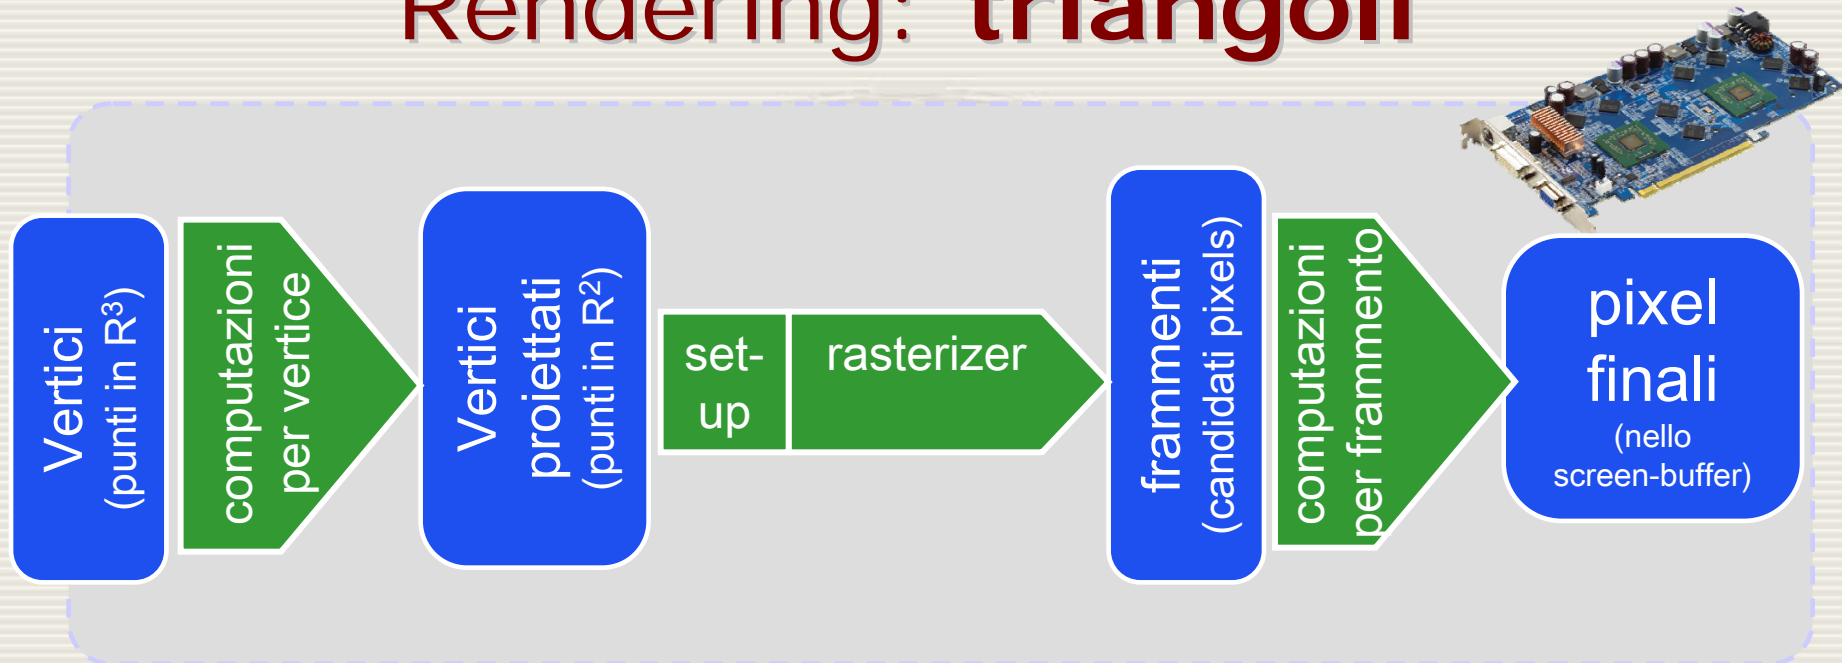 Rendering: triangoli
Vertici
(punti in R³)
computazioni
per vertice
Vertici
proiettati
(punti in R²)
set-
up
rasterizer
frammenti
(candidati pixels)
computazioni
per frammento
pixel
finali
(nello
screen-buffer)